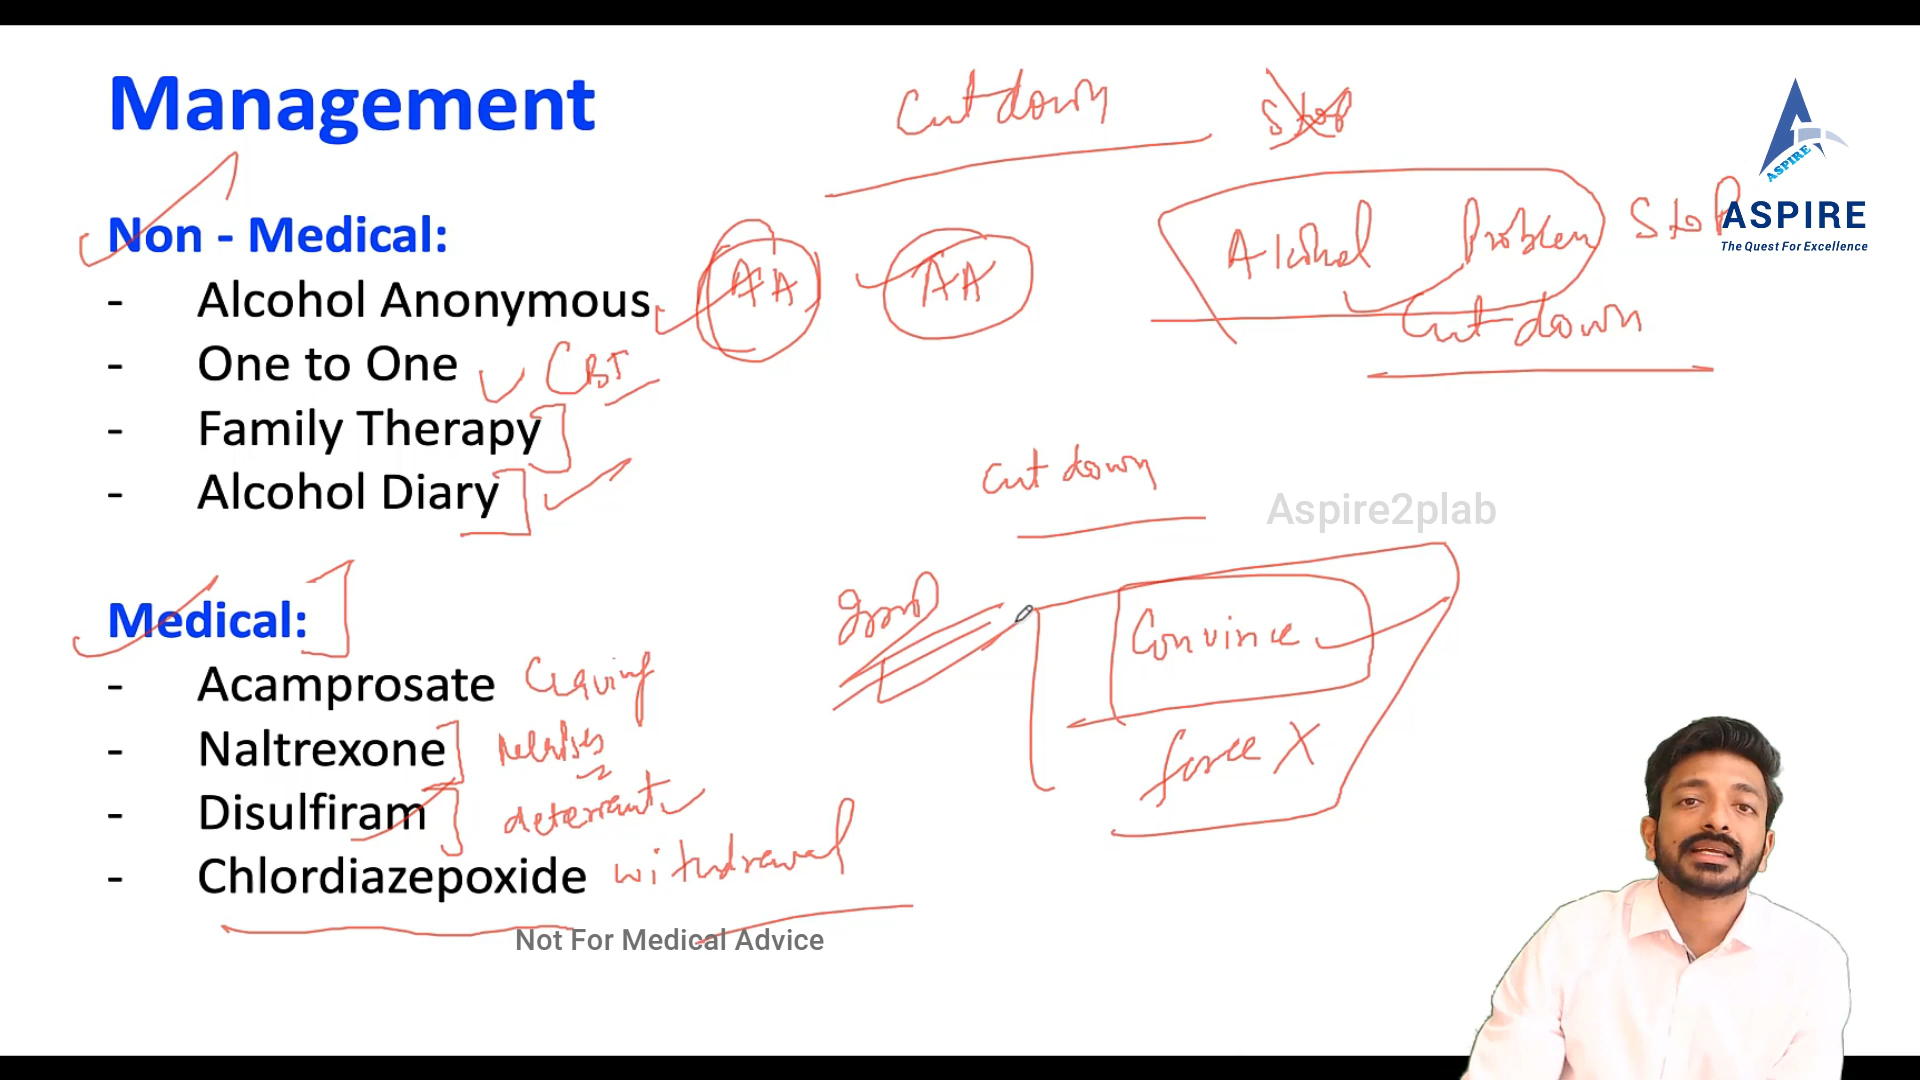 Management
Cut down
Stop
ASPIRE
ASPIRE
The Quest For Excellence
Non - Medical:
AA
AA
Alcohol Problem Stop
Cut down
- Alcohol Anonymous
- One to One CBT
- Family Therapy
- Alcohol Diary
Cut down
Aspire2plab
Medical:
Convince
force X
- Acamprosate Craving
- Naltrexone
- Disulfiram deterrent
- Chlordiazepoxide withdrawal
Not For Medical Advice